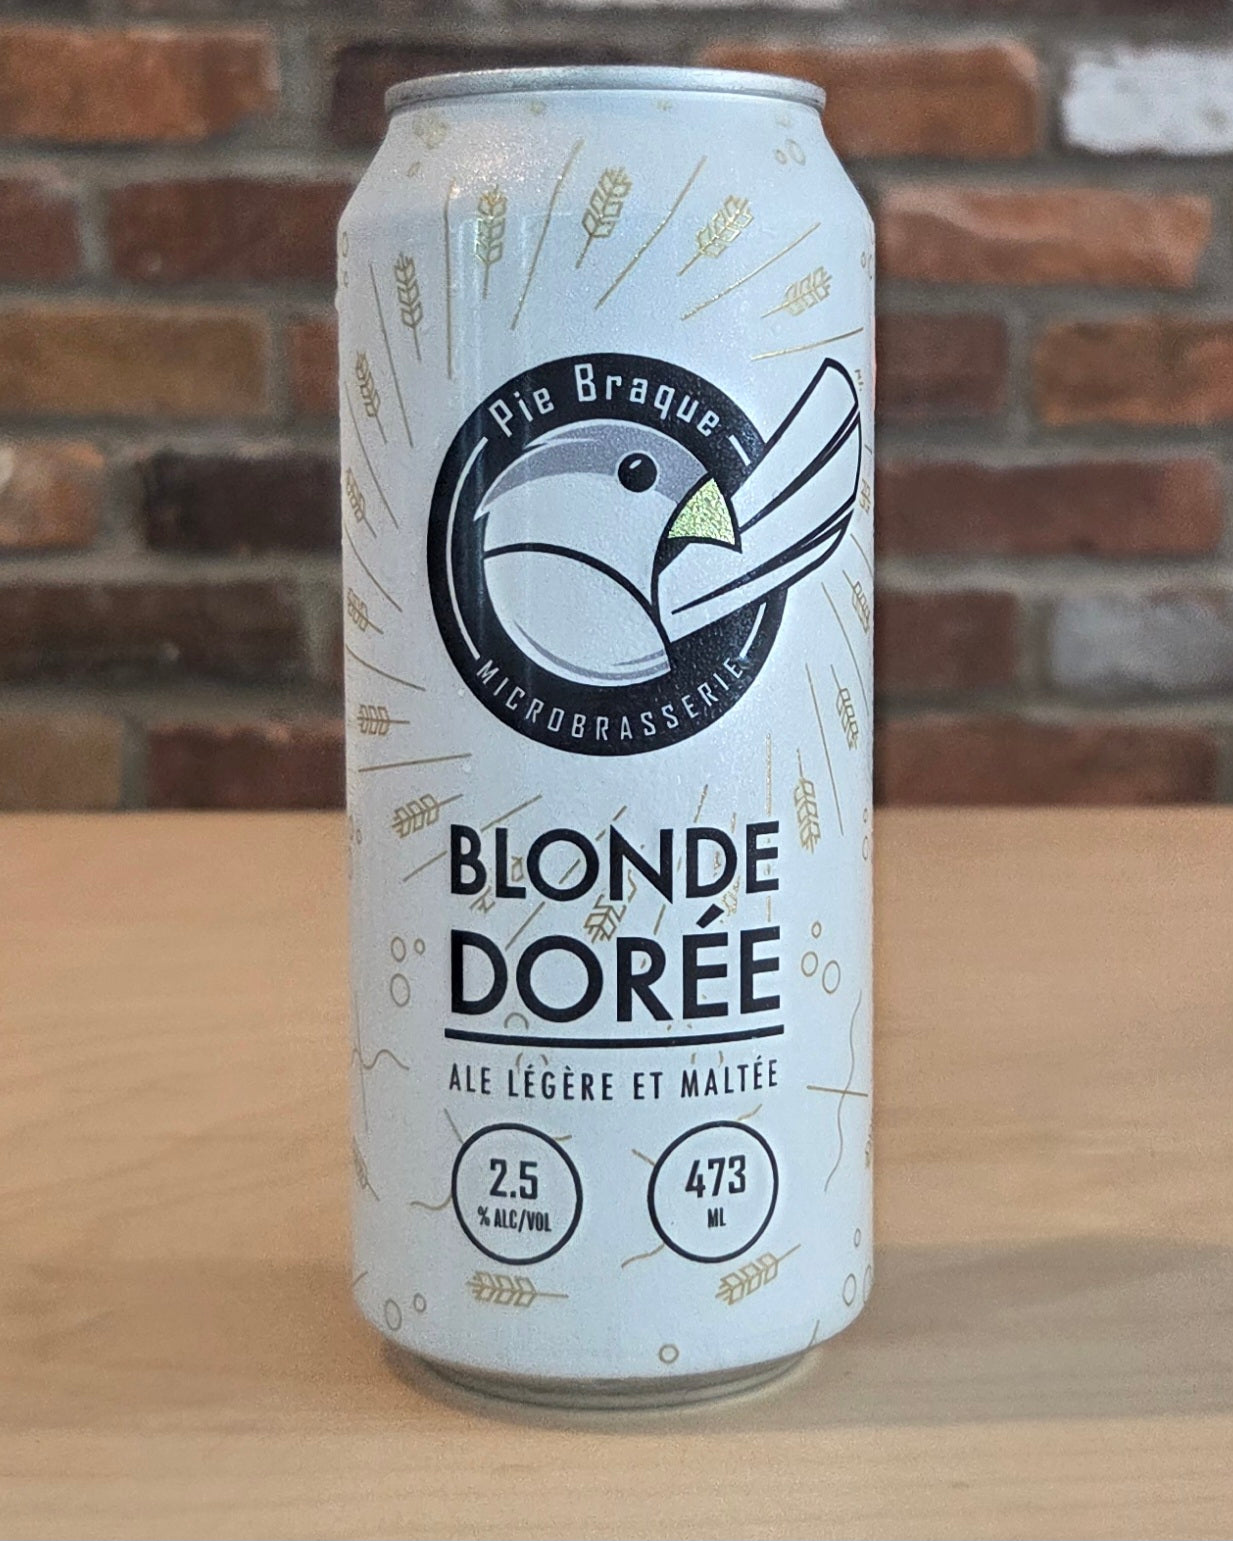 Pie Braque
MICROBRASSERIE
BLONDE
DORÉE
ALE LÉGÈRE ET MALTÉE
2.5
% ALC/VOL
473
ML